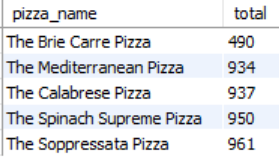 pizza_name total
The Brie Carre Pizza 490
The Mediterranean Pizza 934
The Calabrese Pizza 937
The Spinach Supreme Pizza 950
The Soppressata Pizza 961